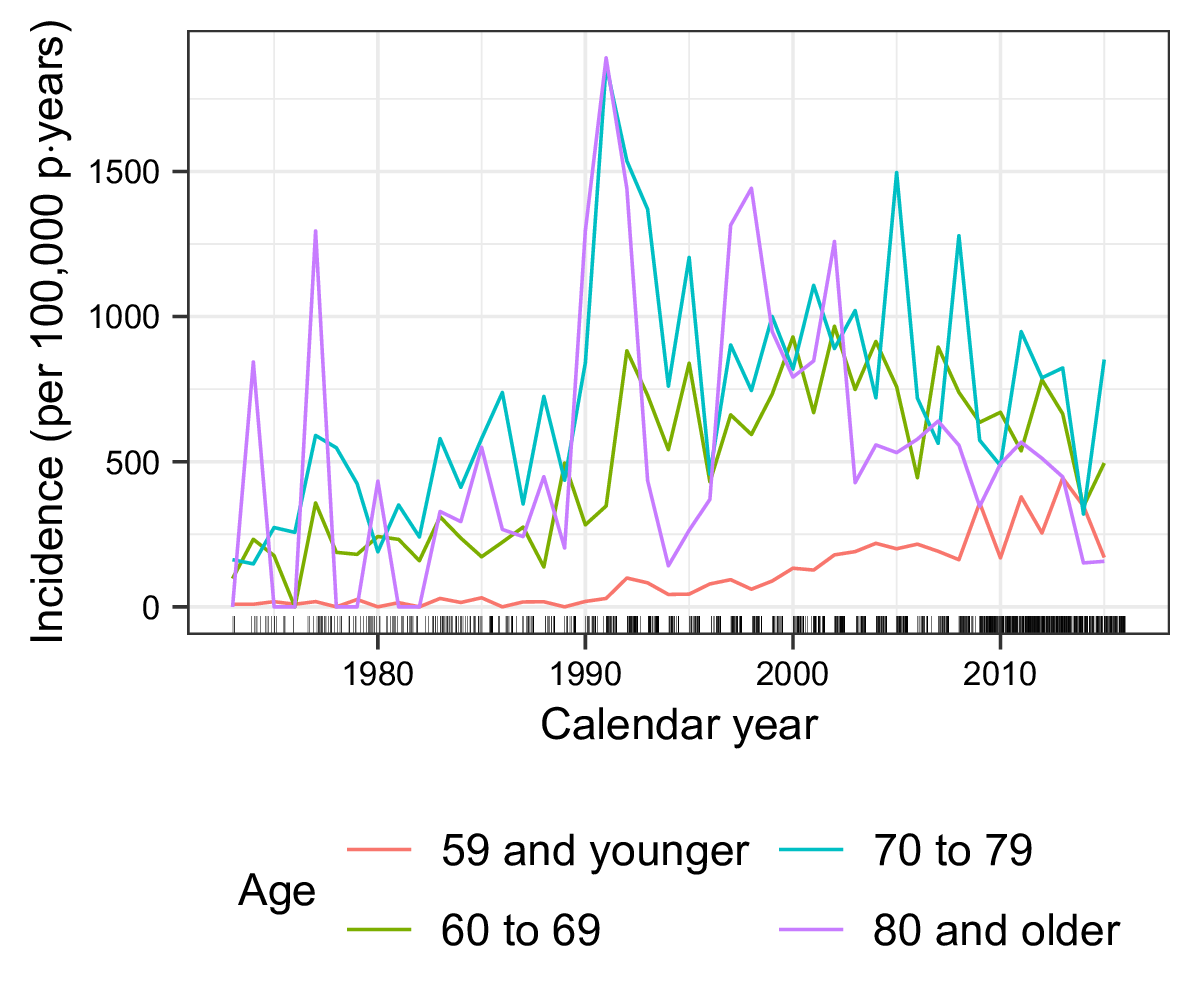 Incidence (per 100,000 p·years)
1500
1000
500
0
1980 1990 2000 2010
Calendar year
Age
59 and younger
60 to 69
70 to 79
80 and older